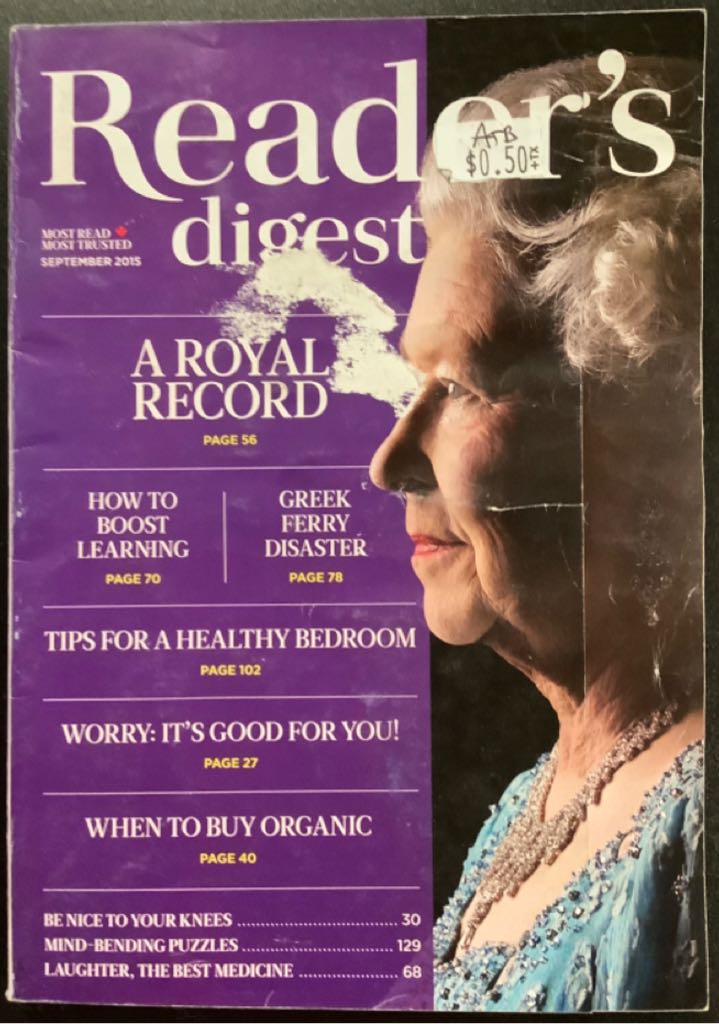 Reader's
digest
ATB
$0.50+TX
MOST READ
MOST TRUSTED
SEPTEMBER 2015
A ROYAL
RECORD
PAGE 56
HOW TO
BOOST
LEARNING
PAGE 70
GREEK
FERRY
DISASTER
PAGE 78
TIPS FOR A HEALTHY BEDROOM
PAGE 102
WORRY: IT'S GOOD FOR YOU!
PAGE 27
WHEN TO BUY ORGANIC
PAGE 40
BE NICE TO YOUR KNEES ................................ 30
MIND-BENDING PUZZLES .............................. 129
LAUGHTER, THE BEST MEDICINE .................... 68